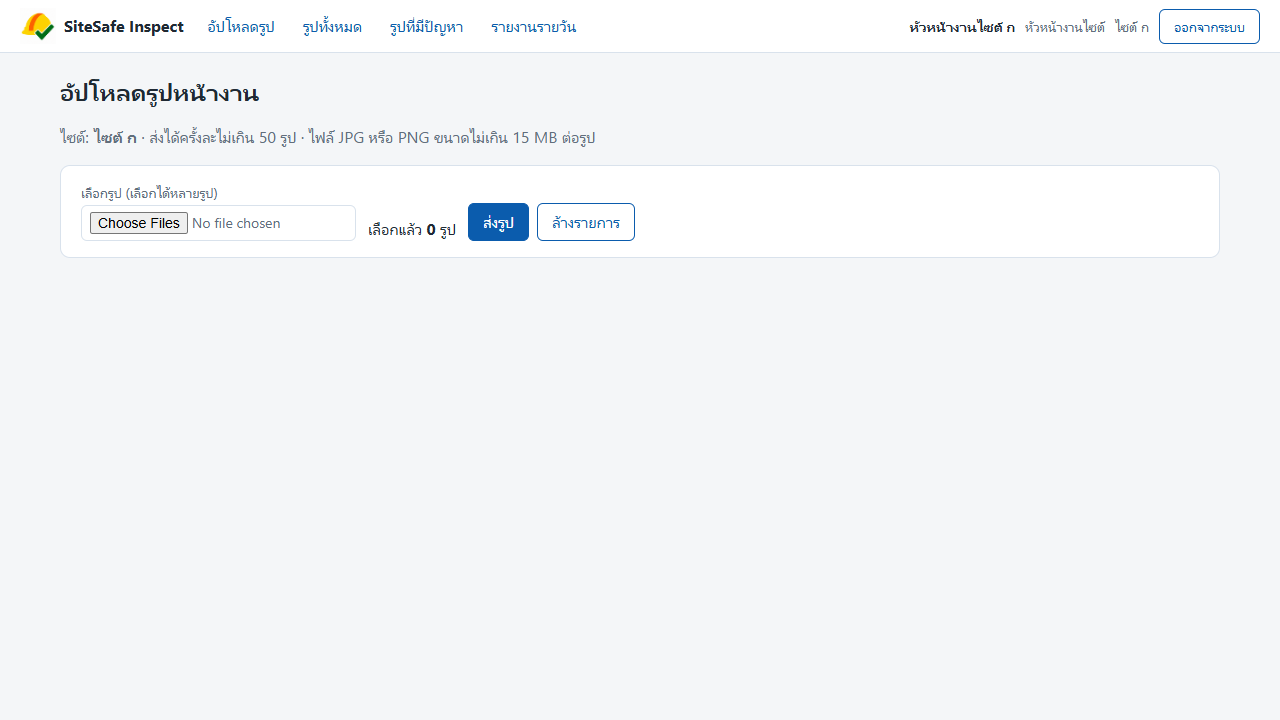 SiteSafe Inspect อัปโหลดรูป รูปทั้งหมด รูปที่มีปัญหา รายงานรายวัน หัวหน้างานไซต์ ก หัวหน้างานไซต์ ไซต์ ก ออกจากระบบ
อัปโหลดรูปหน้างาน
ไซต์: ไซต์ ก · ส่งได้ครั้งละไม่เกิน 50 รูป · ไฟล์ JPG หรือ PNG ขนาดไม่เกิน 15 MB ต่อรูป
เลือกรูป (เลือกได้หลายรูป)
Choose Files No file chosen เลือกแล้ว 0 รูป ส่งรูป ล้างรายการ